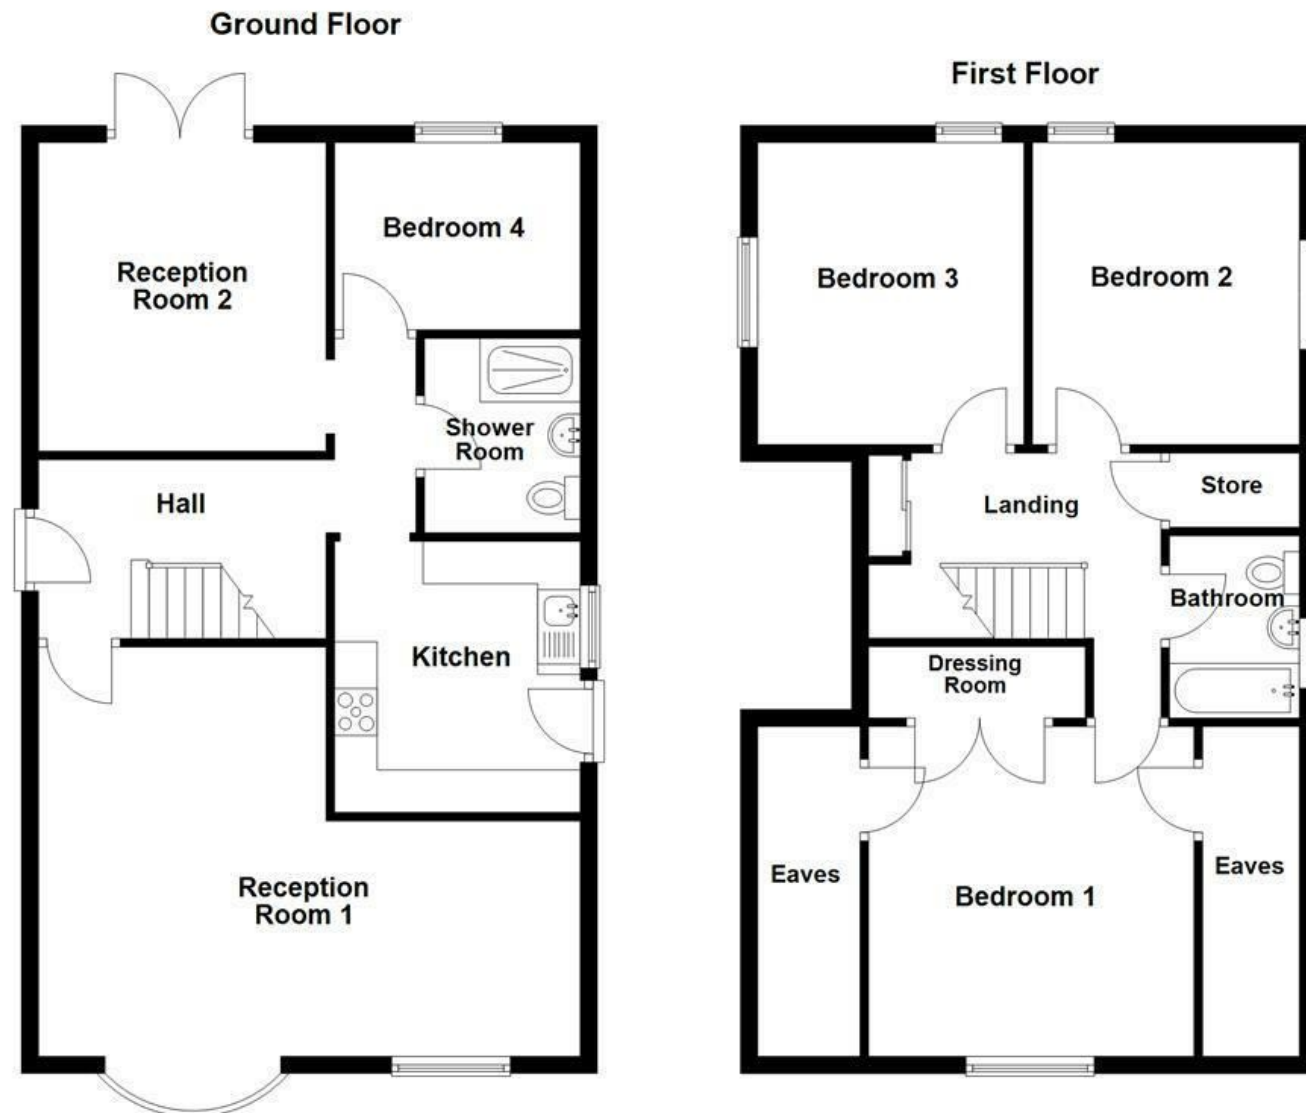 Ground Floor
Bedroom 4
Reception
Room 2
Shower
Room
Hall
Kitchen
Reception
Room 1
First Floor
Bedroom 3
Bedroom 2
Store
Landing
Bathroom
Dressing
Room
Eaves
Bedroom 1
Eaves